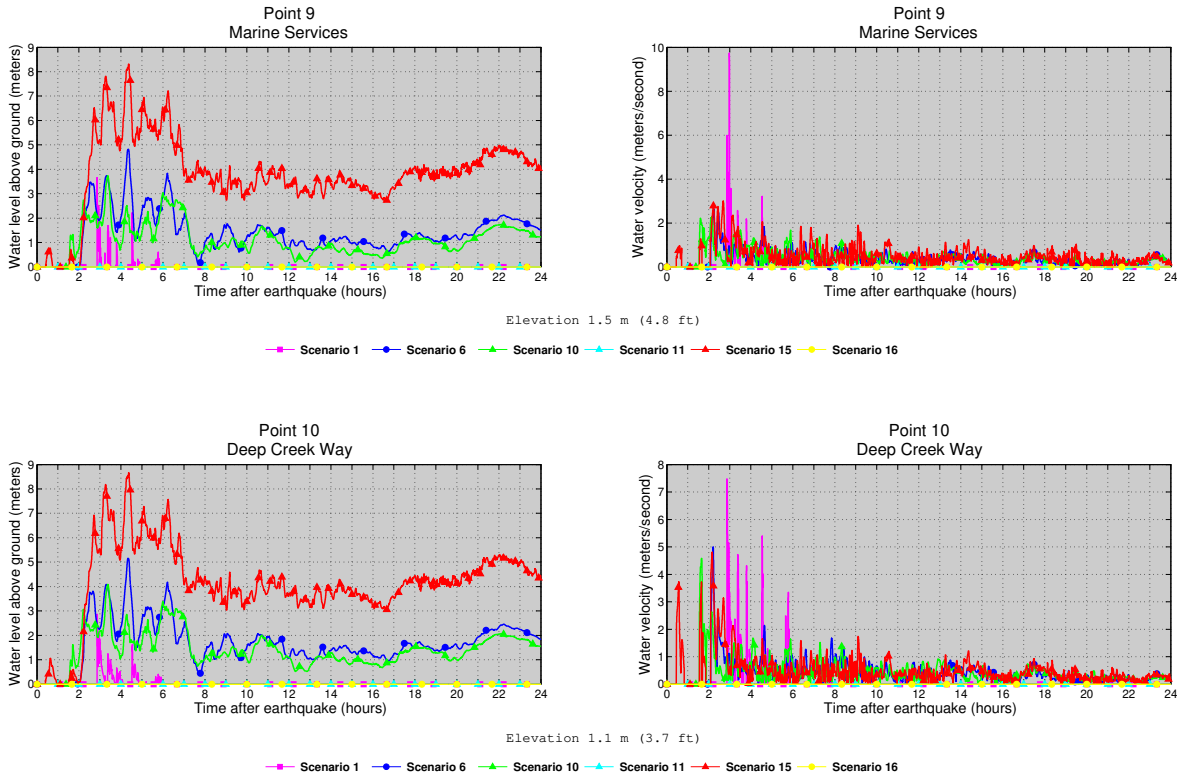 Point 9
Marine Services
Water level above ground (meters)
9
8
7
6
5
4
3
2
1
0
0 2 4 6 8 10 12 14 16 18 20 22 24
Time after earthquake (hours)
Point 9
Marine Services
Water velocity (meters/second)
10
8
6
4
2
0
0 2 4 6 8 10 12 14 16 18 20 22 24
Time after earthquake (hours)
Elevation 1.5 m (4.8 ft)
Scenario 1 Scenario 6 Scenario 10 Scenario 11 Scenario 15 Scenario 16
Point 10
Deep Creek Way
Water level above ground (meters)
9
8
7
6
5
4
3
2
1
0
0 2 4 6 8 10 12 14 16 18 20 22 24
Time after earthquake (hours)
Point 10
Deep Creek Way
Water velocity (meters/second)
8
7
6
5
4
3
2
1
0
0 2 4 6 8 10 12 14 16 18 20 22 24
Time after earthquake (hours)
Elevation 1.1 m (3.7 ft)
Scenario 1 Scenario 6 Scenario 10 Scenario 11 Scenario 15 Scenario 16